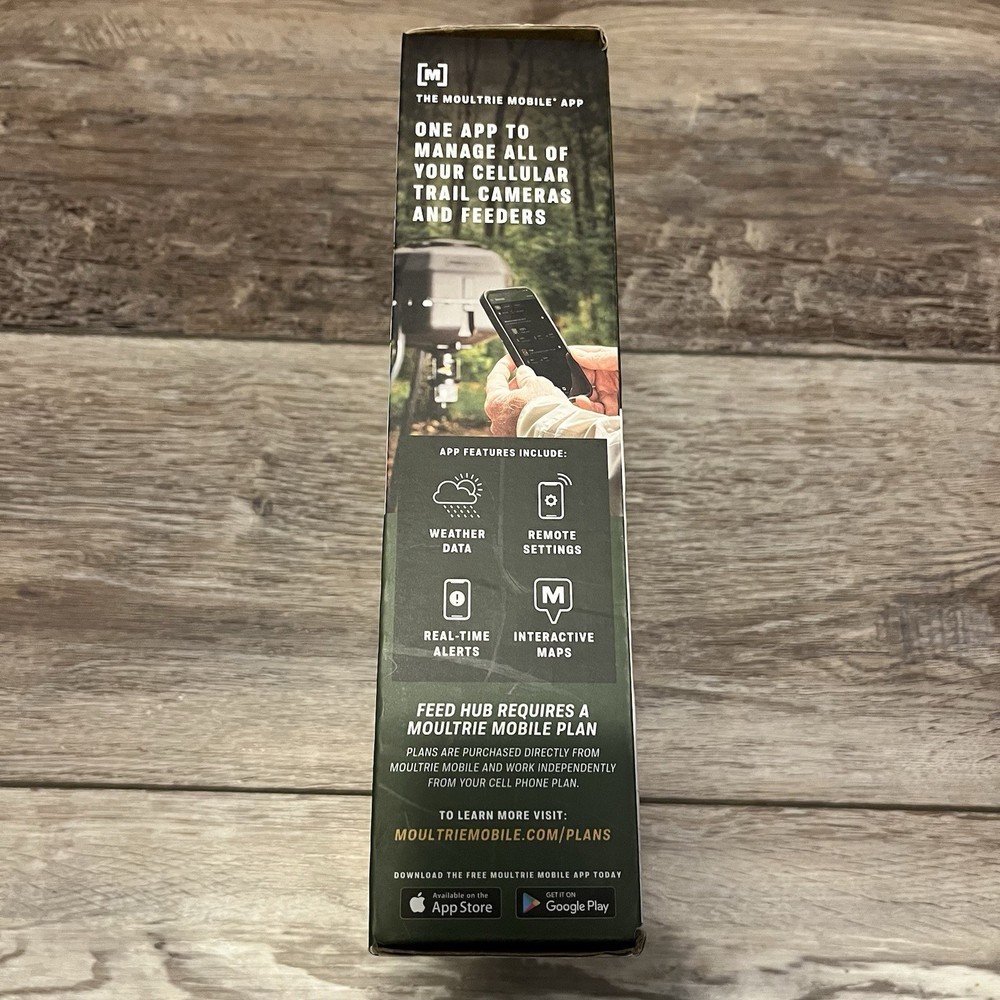 [M]
THE MOULTRIE MOBILE® APP
ONE APP TO
MANAGE ALL OF
YOUR CELLULAR
TRAIL CAMERAS
AND FEEDERS
APP FEATURES INCLUDE:
WEATHER
DATA
REMOTE
SETTINGS
M
REAL-TIME
ALERTS
INTERACTIVE
MAPS
FEED HUB REQUIRES A
MOULTRIE MOBILE PLAN
PLANS ARE PURCHASED DIRECTLY FROM
MOULTRIE MOBILE AND WORK INDEPENDENTLY
FROM YOUR CELL PHONE PLAN.
TO LEARN MORE VISIT:
MOULTRIEMOBILE.COM/PLANS
DOWNLOAD THE FREE MOULTRIE MOBILE APP TODAY
Available on the
App Store
GET IT ON
Google Play